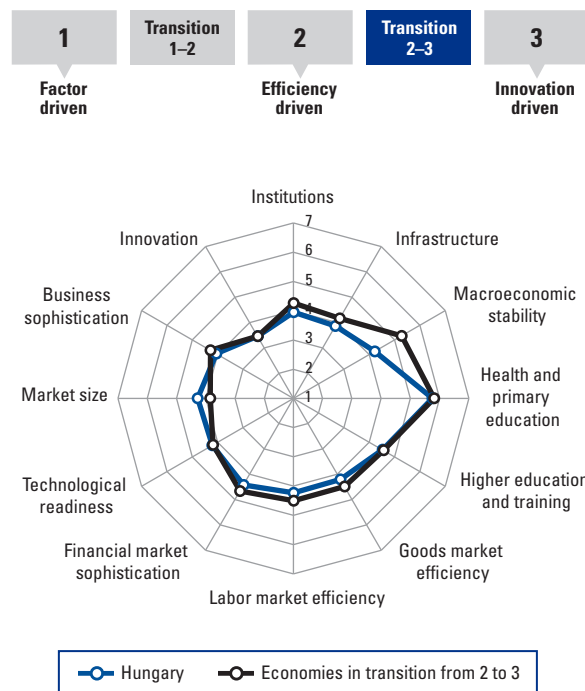 1
Transition
1–2
2
Transition
2–3
3
Factor
driven
Efficiency
driven
Innovation
driven
Institutions
7
6
5
4
3
2
1
Infrastructure
Macroeconomic
stability
Health and
primary
education
Higher education
and training
Goods market
efficiency
Labor market efficiency
Financial market
sophistication
Technological
readiness
Market size
Business
sophistication
Innovation
Hungary
Economies in transition from 2 to 3